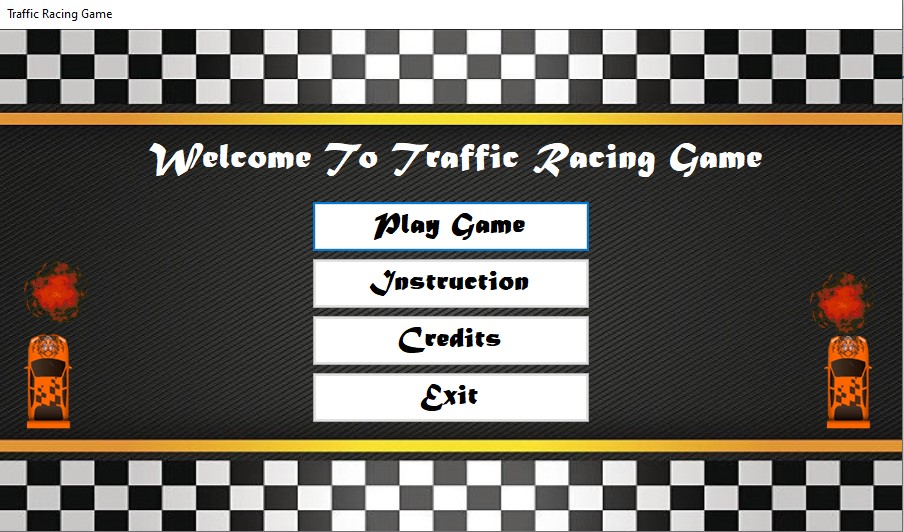 Traffic Racing Game
Welcome To Traffic Racing Game
Play Game
Instruction
Credits
Exit